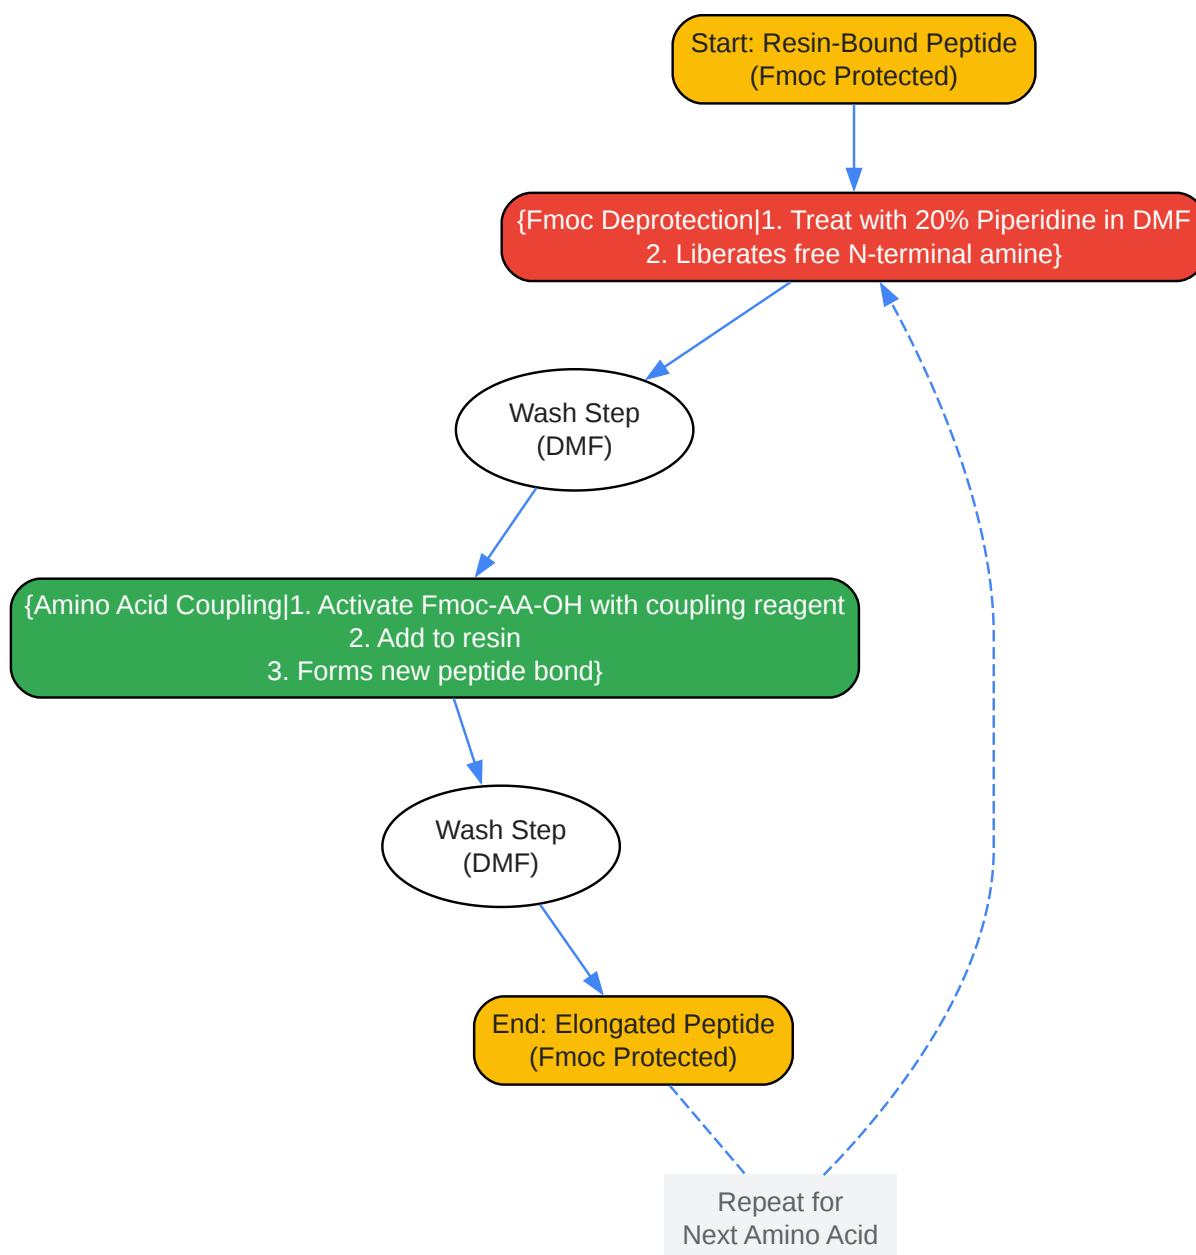 Start: Resin-Bound Peptide
(Fmoc Protected)
{Fmoc Deprotection|1. Treat with 20% Piperidine in DMF
2. Liberates free N-terminal amine}
Wash Step
(DMF)
{Amino Acid Coupling|1. Activate Fmoc-AA-OH with coupling reagent
2. Add to resin
3. Forms new peptide bond}
Wash Step
(DMF)
End: Elongated Peptide
(Fmoc Protected)
Repeat for
Next Amino Acid